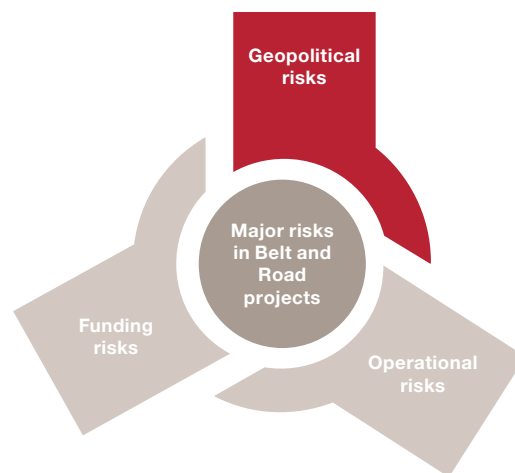 Geopolitical
risks
Major risks
in Belt and
Road
projects
Funding
risks
Operational
risks